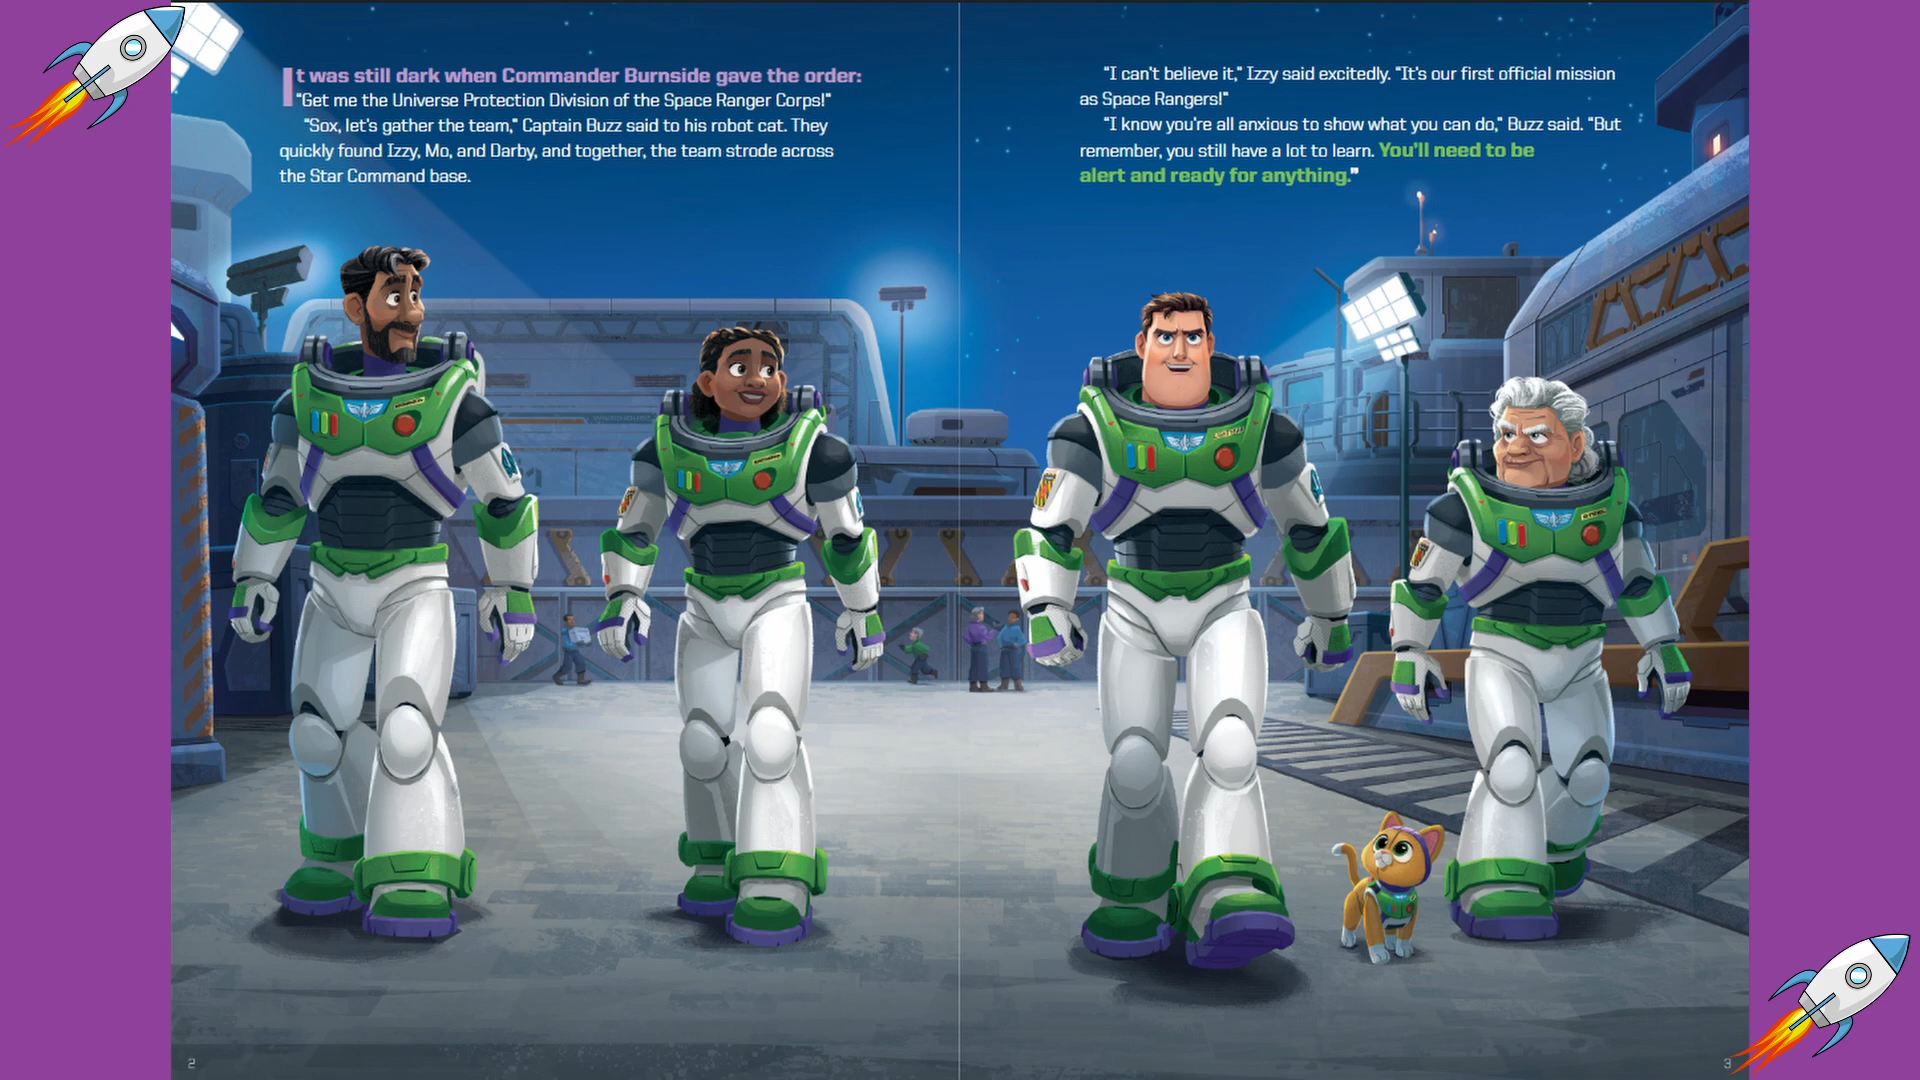 It was still dark when Commander Burnside gave the order:
"Get me the Universe Protection Division of the Space Ranger Corps!"
"Sox, let's gather the team," Captain Buzz said to his robot cat. They
quickly found Izzy, Mo, and Darby, and together, the team strode across
the Star Command base.
"I can't believe it," Izzy said excitedly. "It's our first official mission
as Space Rangers!"
"I know you're all anxious to show what you can do," Buzz said. "But
remember, you still have a lot to learn. You'll need to be
alert and ready for anything."
LIGHTYEAR
STEEL
2
3